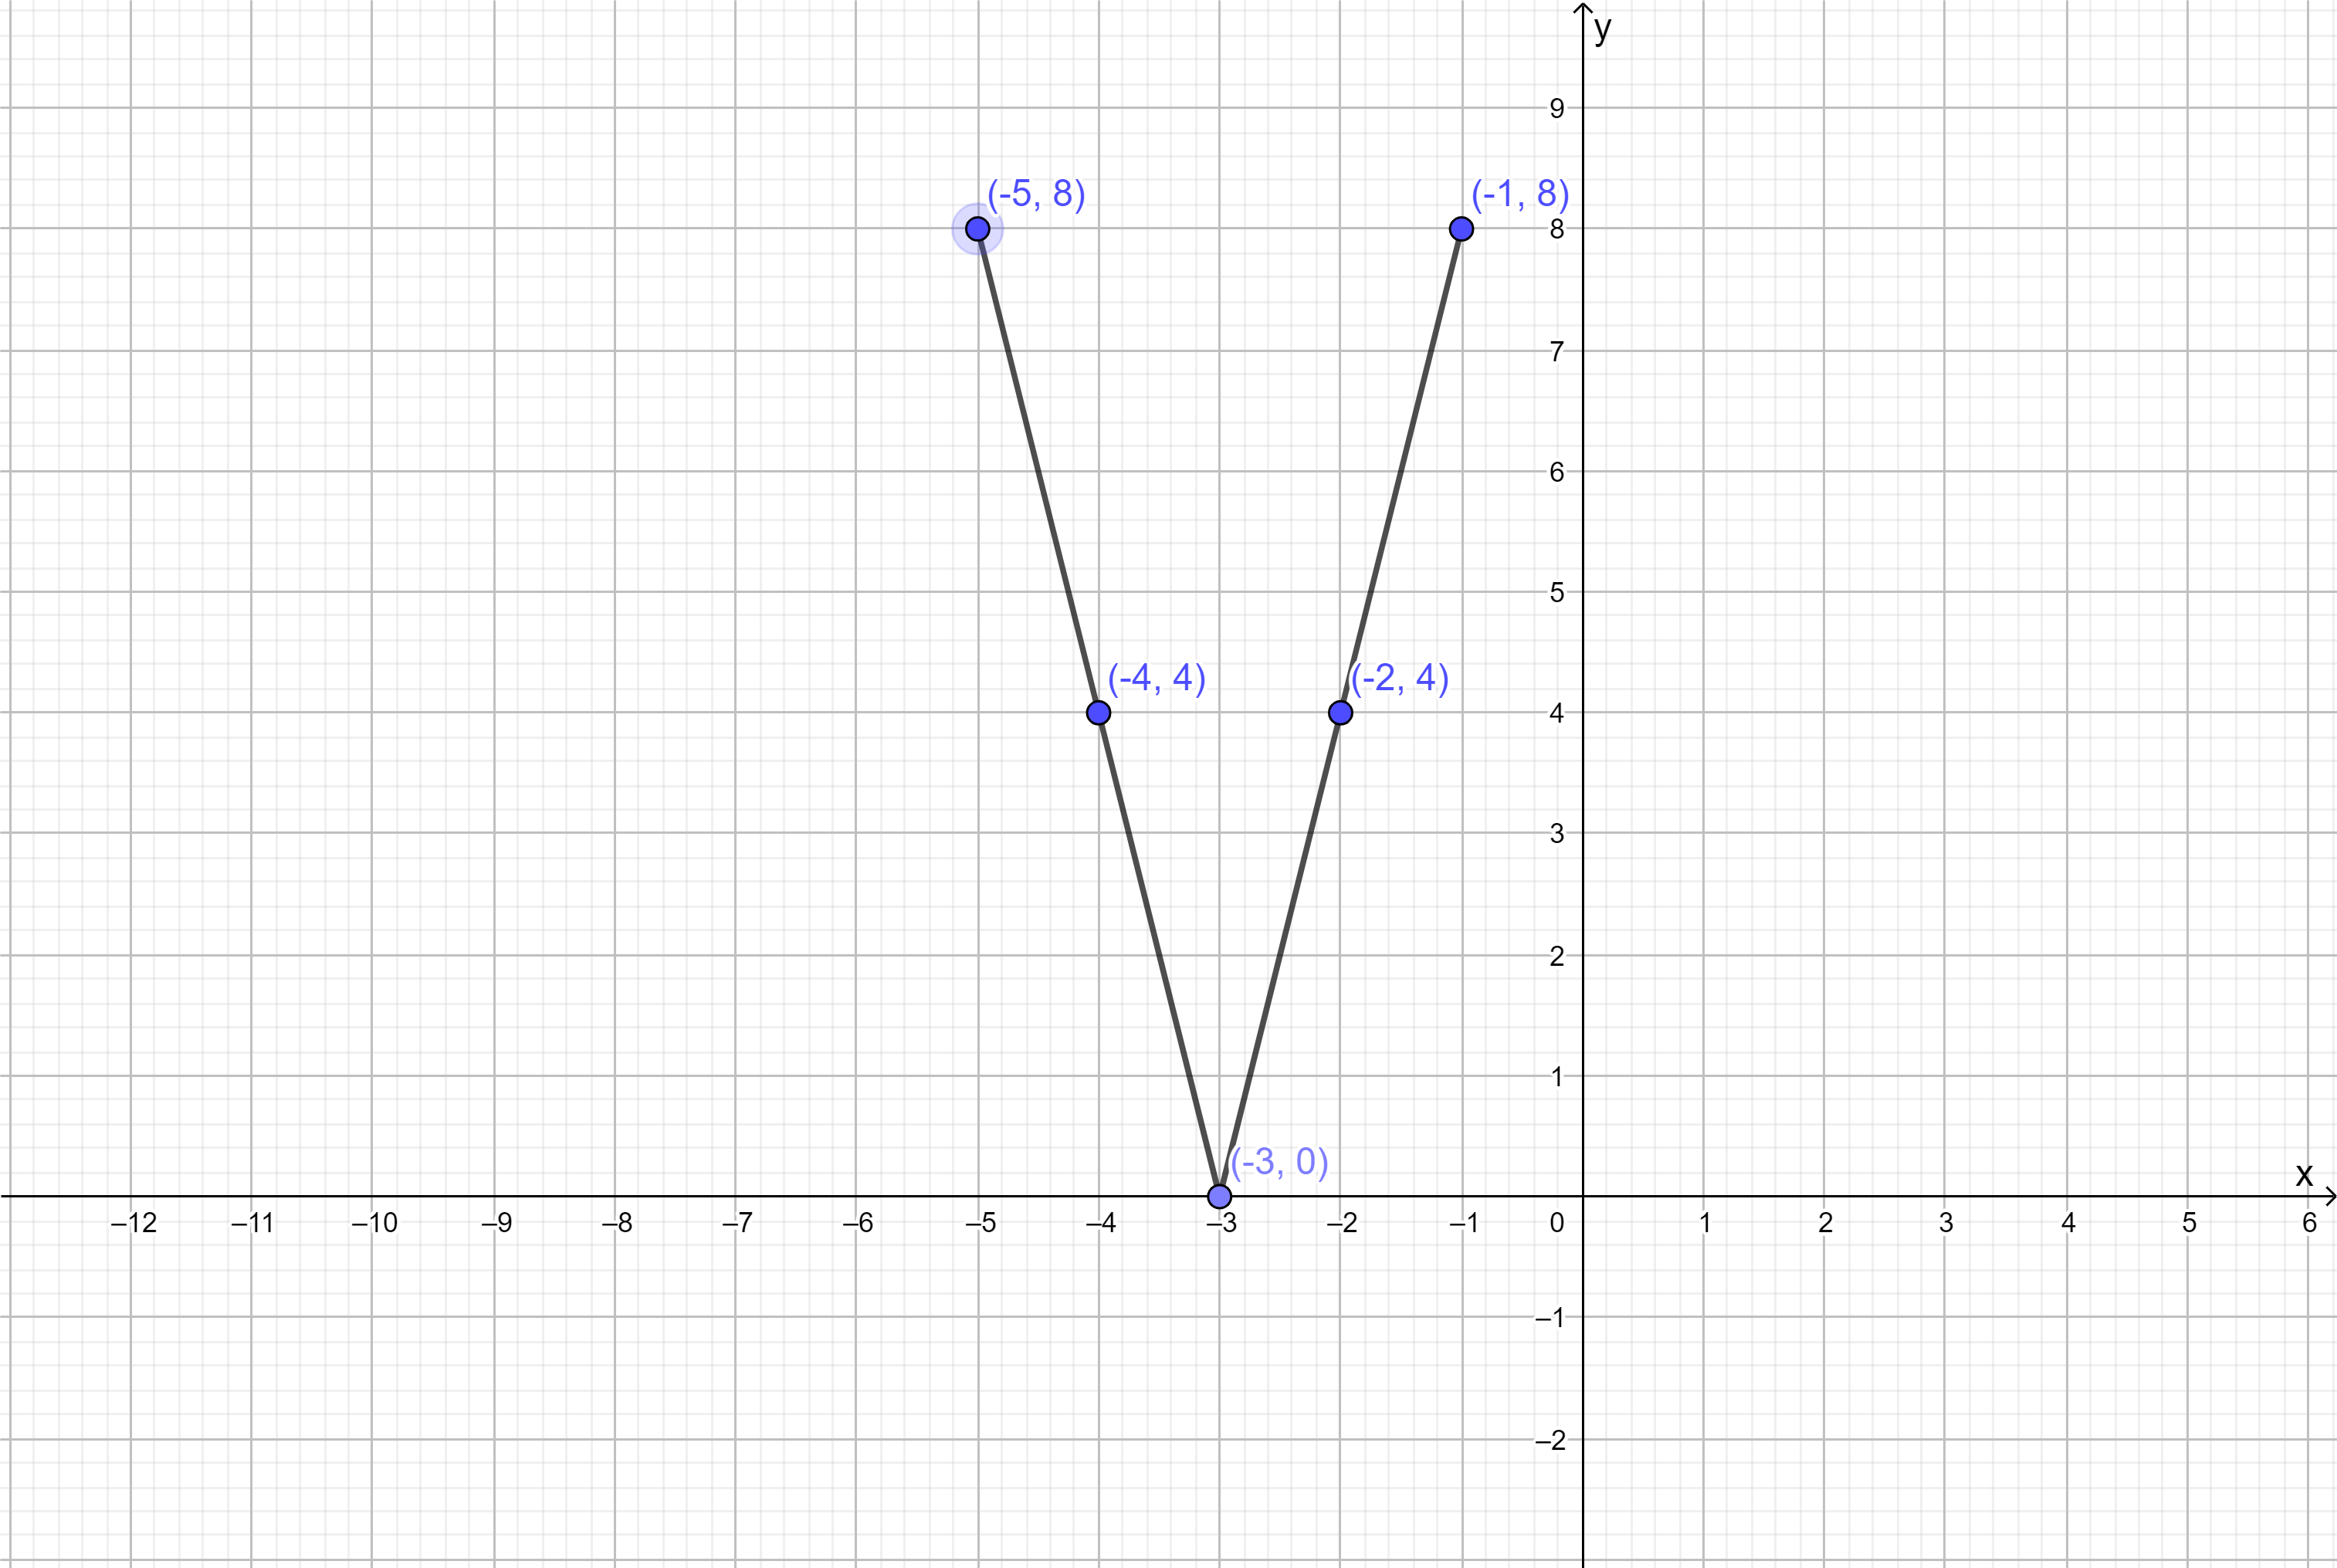 y
9
(-5, 8) (-1, 8)
8
7
6
5
(-4, 4) (-2, 4)
4
3
2
1
(-3, 0)
x
–12 –11 –10 –9 –8 –7 –6 –5 –4 –3 –2 –1 0 1 2 3 4 5 6
–1
–2